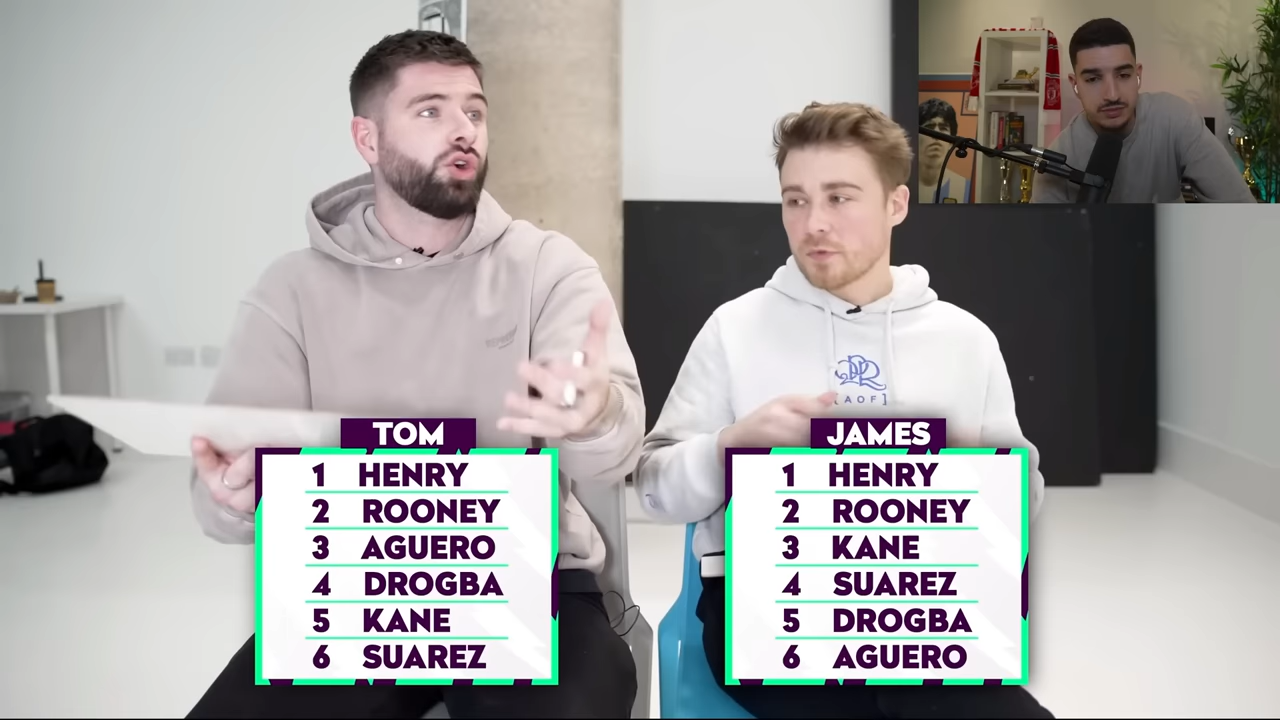 TOM
1 HENRY
2 ROONEY
3 AGUERO
4 DROGBA
5 KANE
6 SUAREZ
JAMES
1 HENRY
2 ROONEY
3 KANE
4 SUAREZ
5 DROGBA
6 AGUERO